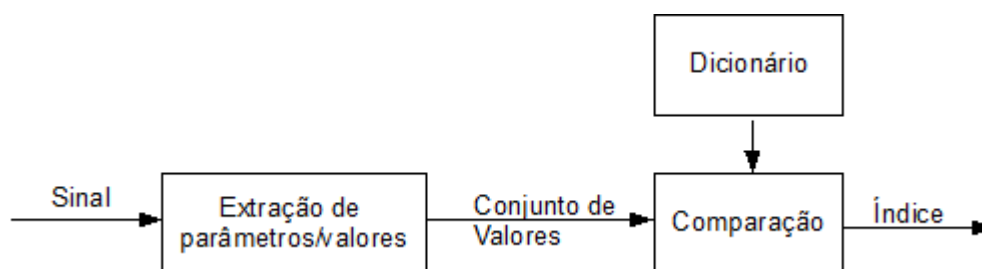 Dicionário
Sinal
Extração de
parâmetros/valores
Conjunto de
Valores
Comparação
Índice